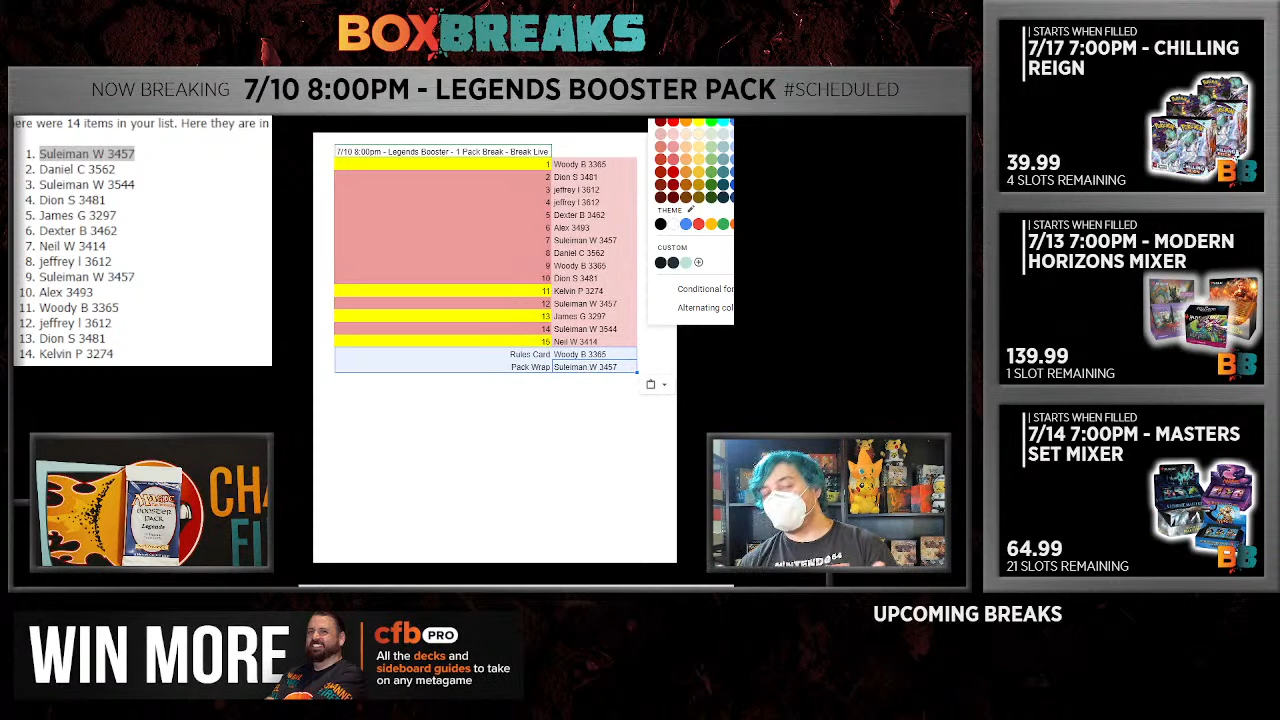 BOXBREAKS
NOW BREAKING 7/10 8:00PM - LEGENDS BOOSTER PACK #SCHEDULED
ere were 14 items in your list. Here they are in
1. Suleiman W 3457
2. Daniel C 3562
3. Suleiman W 3544
4. Dion S 3481
5. James G 3297
6. Dexter B 3462
7. Neil W 3414
8. jeffrey l 3612
9. Suleiman W 3457
10. Alex 3493
11. Woody B 3365
12. jeffrey l 3612
13. Dion S 3481
14. Kelvin P 3274
7/10 8:00pm - Legends Booster - 1 Pack Break - Break Live
1 Woody B 3365
2 Dion S 3481
3 jeffrey l 3612
4 jeffrey l 3612
5 Dexter B 3462
6 Alex 3493
7 Suleiman W 3457
8 Daniel C 3562
9 Woody B 3365
10 Dion S 3481
11 Kelvin P 3274
12 Suleiman W 3457
13 James G 3297
14 Suleiman W 3544
15 Neil W 3414
Rules Card Woody B 3365
Pack Wrap Suleiman W 3457
THEME
CUSTOM
Conditional for
Alternating col
BOOSTER
PACK
Legends
CHA
FI
NINTENDO 64
STARTS WHEN FILLED
7/17 7:00PM - CHILLING
REIGN
39.99
4 SLOTS REMAINING
BB
STARTS WHEN FILLED
7/13 7:00PM - MODERN
HORIZONS MIXER
139.99
1 SLOT REMAINING
BB
STARTS WHEN FILLED
7/14 7:00PM - MASTERS
SET MIXER
64.99
21 SLOTS REMAINING
BB
UPCOMING BREAKS
WIN MORE
cfb PRO
All the decks and
sideboard guides to take
on any metagame